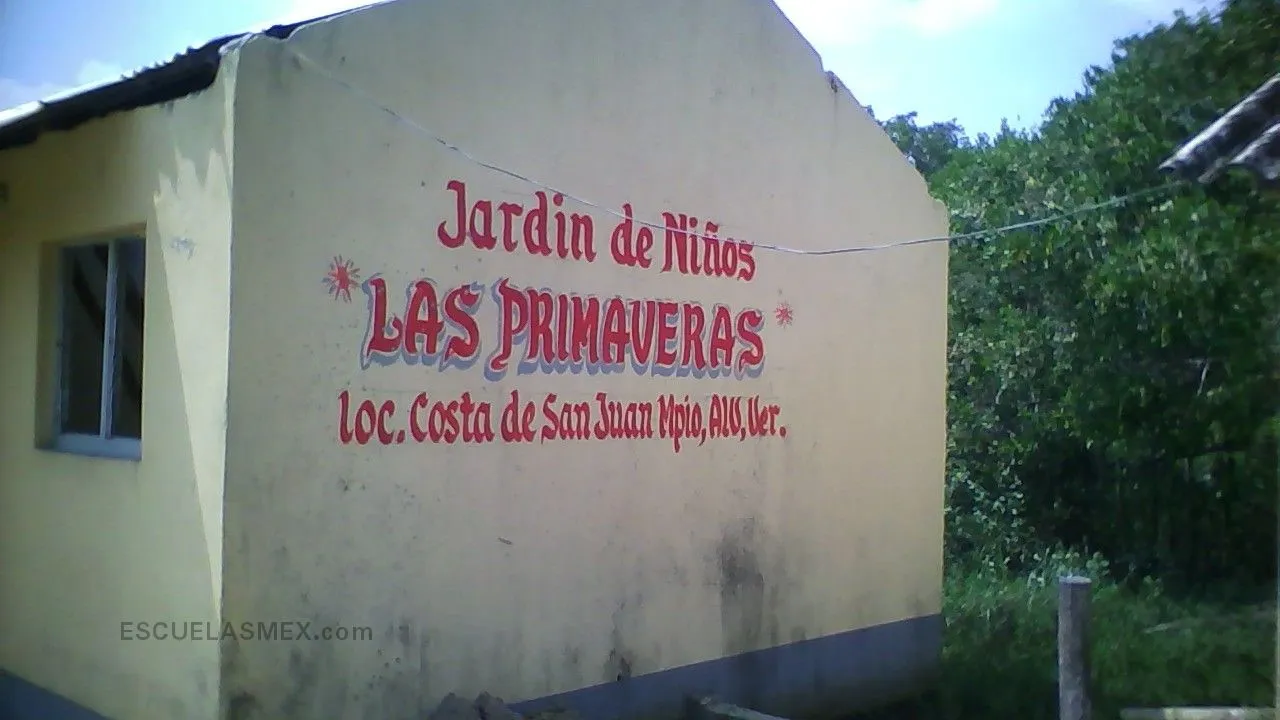 Jardin de Niños
*LAS PRIMAVERAS*
loc. Costa de San Juan Mpio, Alv, Ver.
ESCUELASMEX.com